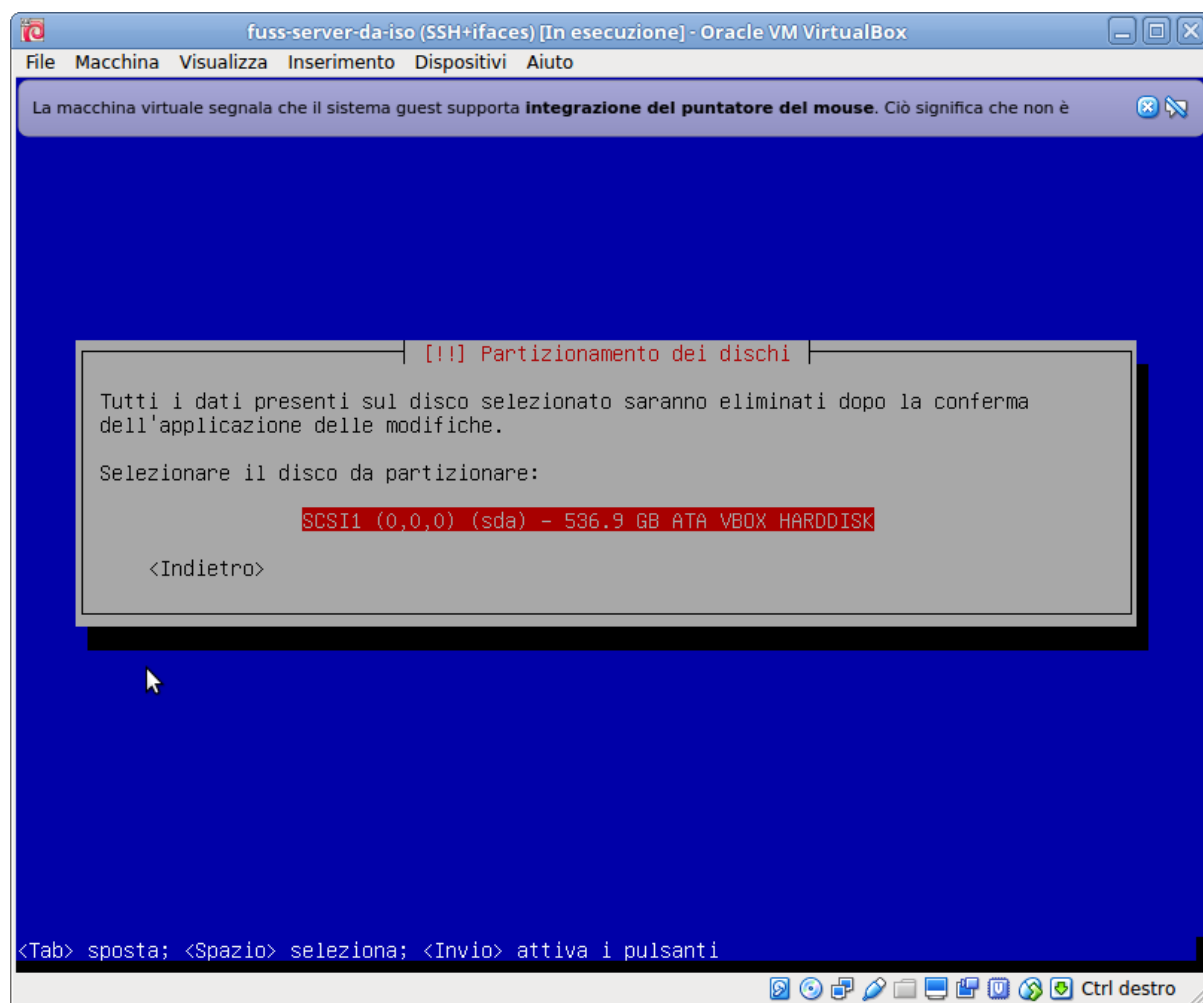 fuss-server-da-iso (SSH+ifaces) [In esecuzione] - Oracle VM VirtualBox
File Macchina Visualizza Inserimento Dispositivi Aiuto
La macchina virtuale segnala che il sistema guest supporta integrazione del puntatore del mouse. Ciò significa che non è
[!!] Partizionamento dei dischi
Tutti i dati presenti sul disco selezionato saranno eliminati dopo la conferma
dell'applicazione delle modifiche.
Selezionare il disco da partizionare:
SCSI1 (0,0,0) (sda) - 536.9 GB ATA VBOX HARDDISK
<Indietro>
<Tab> sposta; <Spazio> seleziona; <Invio> attiva i pulsanti
Ctrl destro